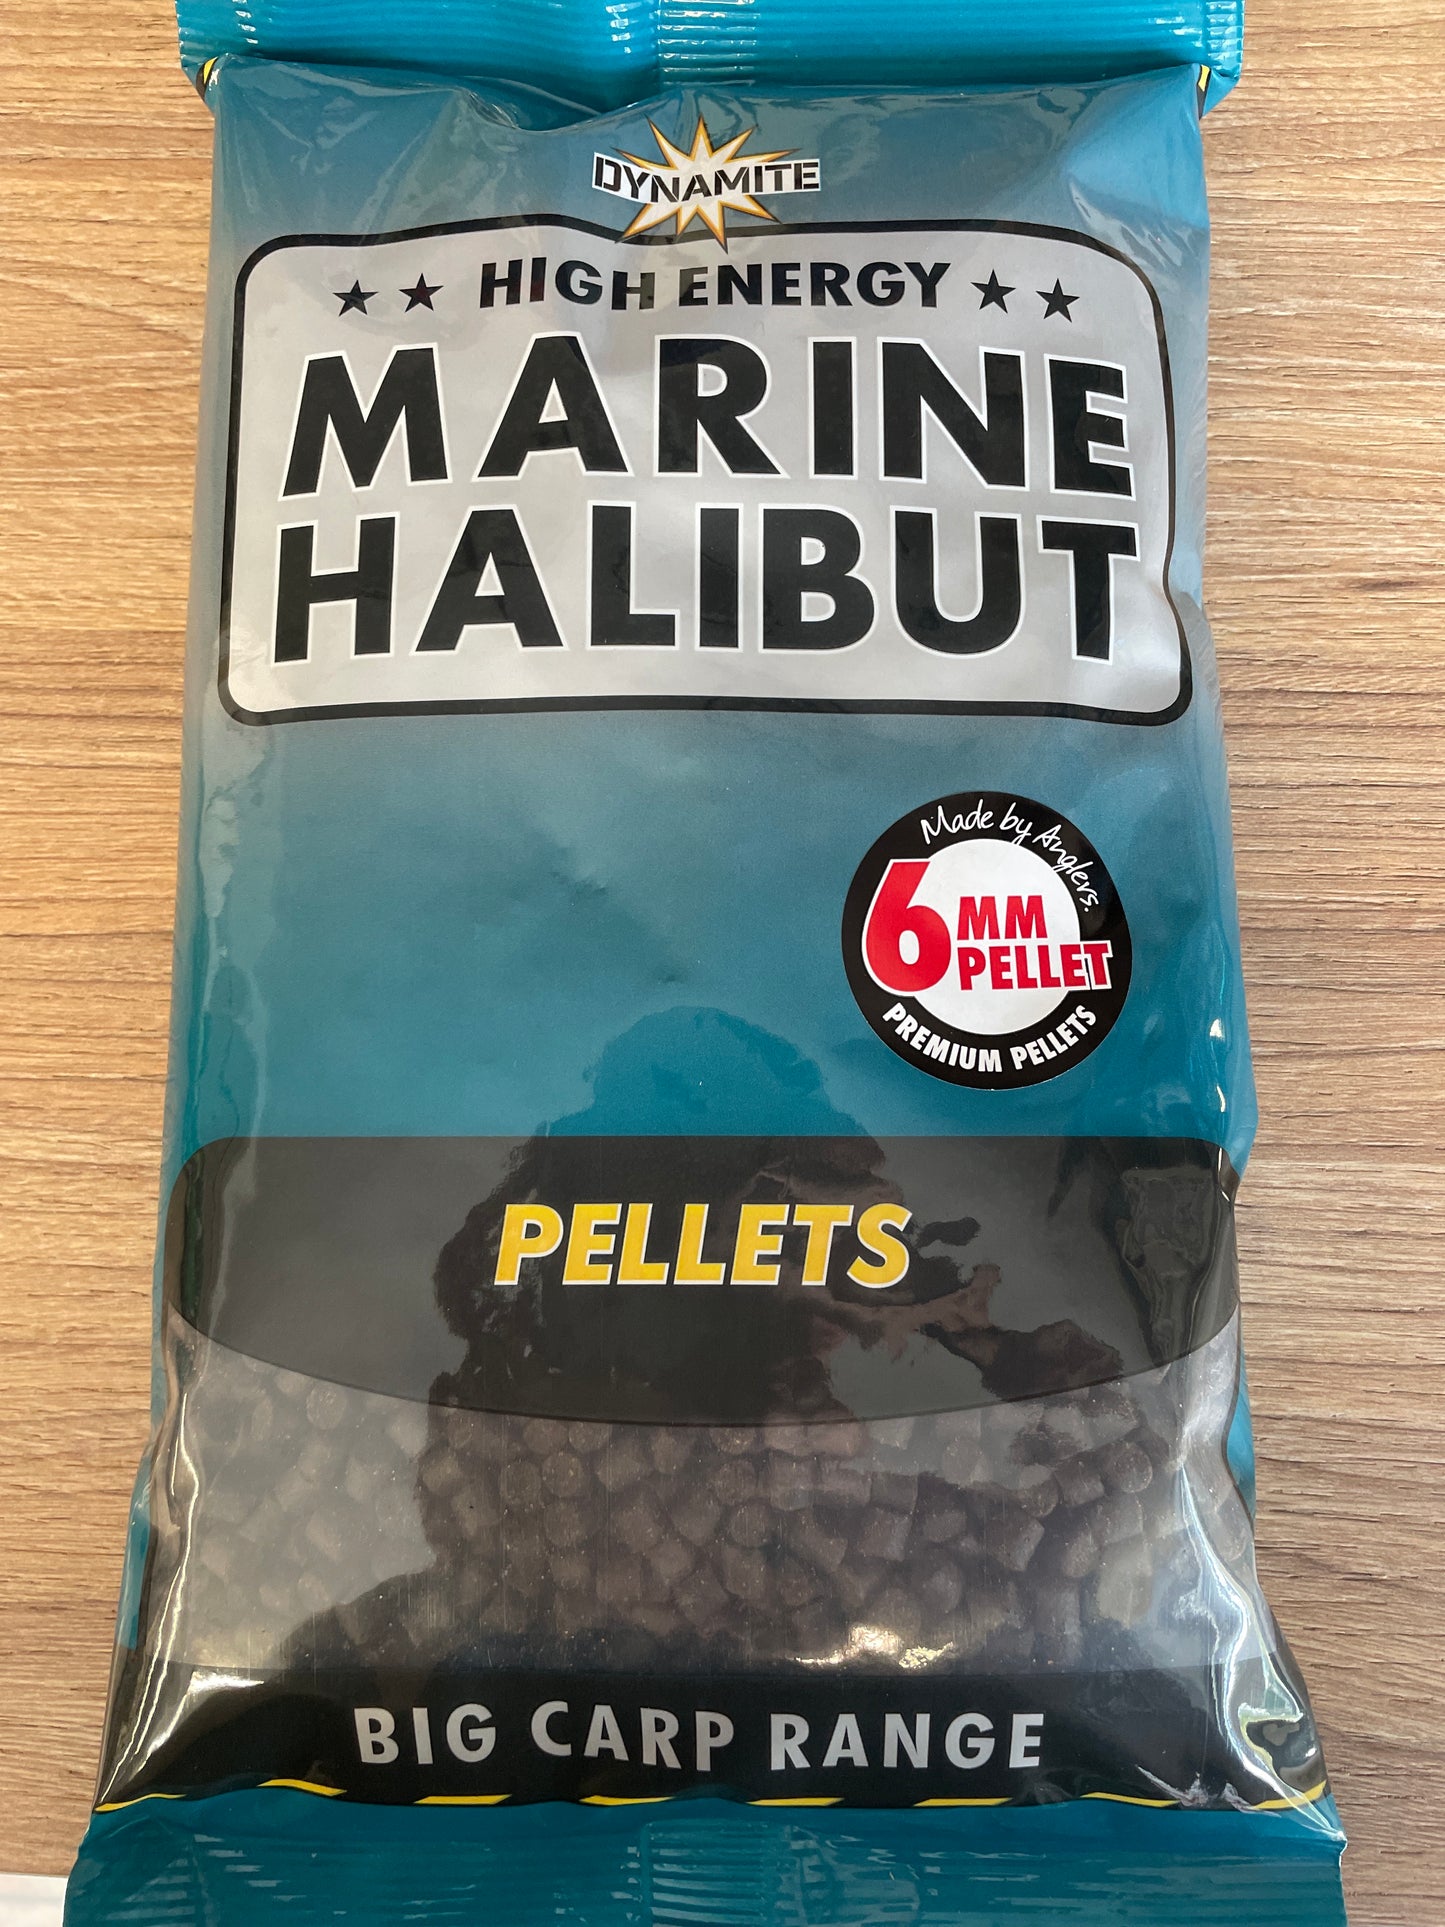 DYNAMITE
HIGH ENERGY
MARINE
HALIBUT
Made by Anglers.
6 MM
PELLET
PREMIUM PELLETS
PELLETS
BIG CARP RANGE